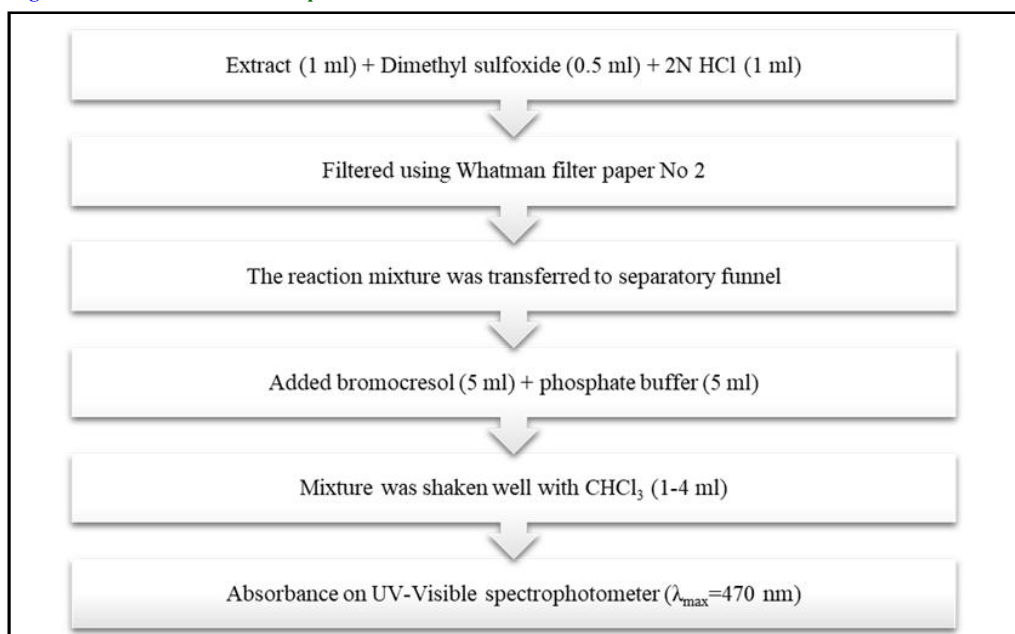 Extract (1 ml) + Dimethyl sulfoxide (0.5 ml) + 2N HCl (1 ml)
Filtered using Whatman filter paper No 2
The reaction mixture was transferred to separatory funnel
Added bromocresol (5 ml) + phosphate buffer (5 ml)
Mixture was shaken well with CHCl₃ (1-4 ml)
Absorbance on UV-Visible spectrophotometer (λₘₐₓ=470 nm)